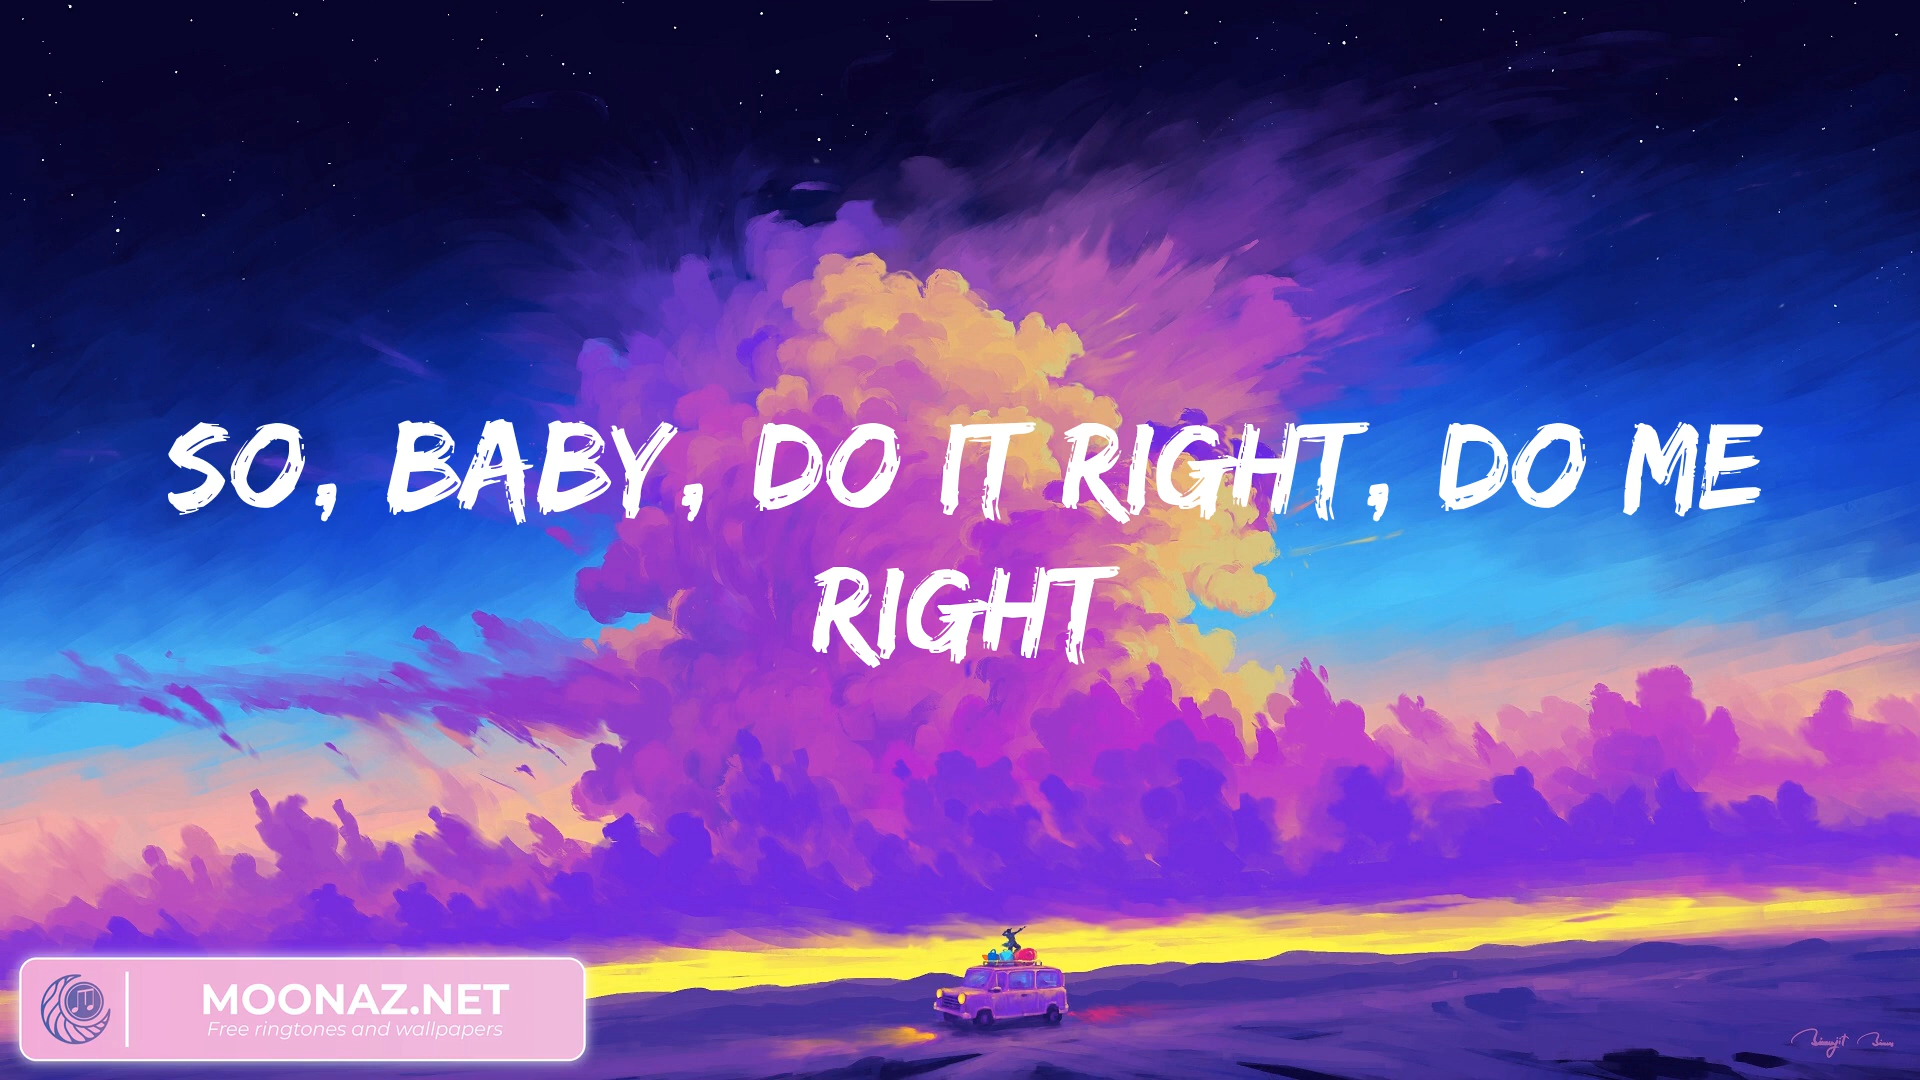 SO, BABY, DO IT RIGHT, DO ME
RIGHT
MOONAZ.NET
Free ringtones and wallpapers